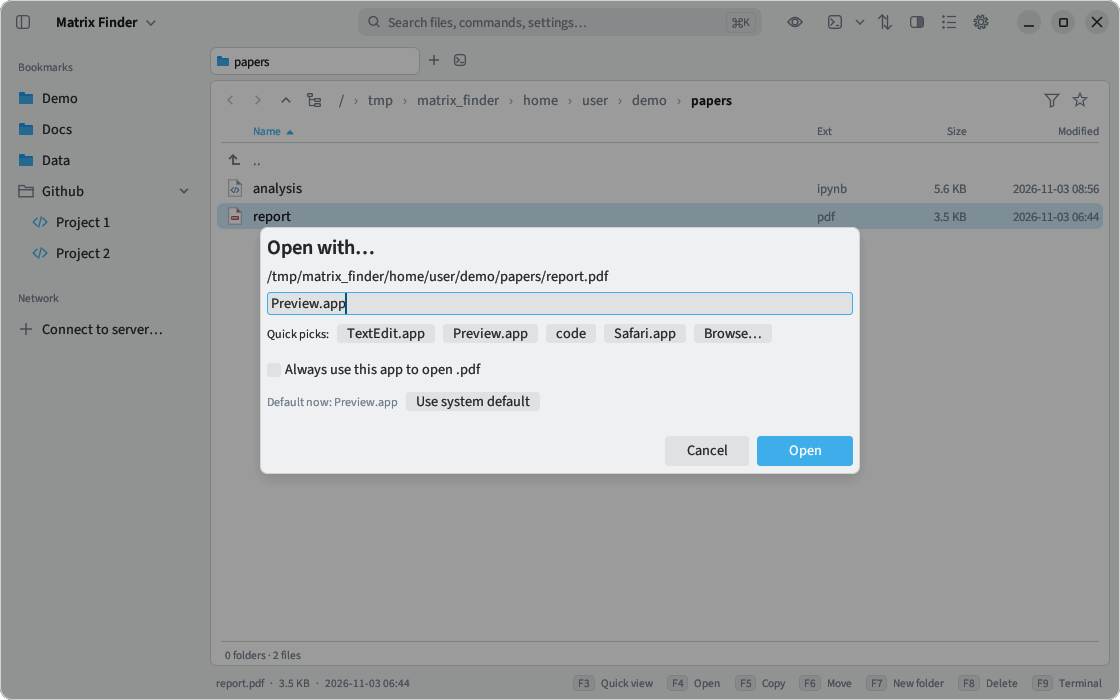 Matrix Finder
Search files, commands, settings… ⌘K
Bookmarks
Demo
Docs
Data
Github
Project 1
Project 2
Network
Connect to server…
papers
/ › tmp › matrix_finder › home › user › demo › papers
Name Ext Size Modified
..
analysis ipynb 5.6 KB 2026-11-03 08:56
report pdf 3.5 KB 2026-11-03 06:44
Open with…
/tmp/matrix_finder/home/user/demo/papers/report.pdf
Preview.app
Quick picks: TextEdit.app Preview.app code Safari.app Browse…
Always use this app to open .pdf
Default now: Preview.app Use system default
Cancel Open
0 folders · 2 files
report.pdf · 3.5 KB · 2026-11-03 06:44 F3 Quick view F4 Open F5 Copy F6 Move F7 New folder F8 Delete F9 Terminal